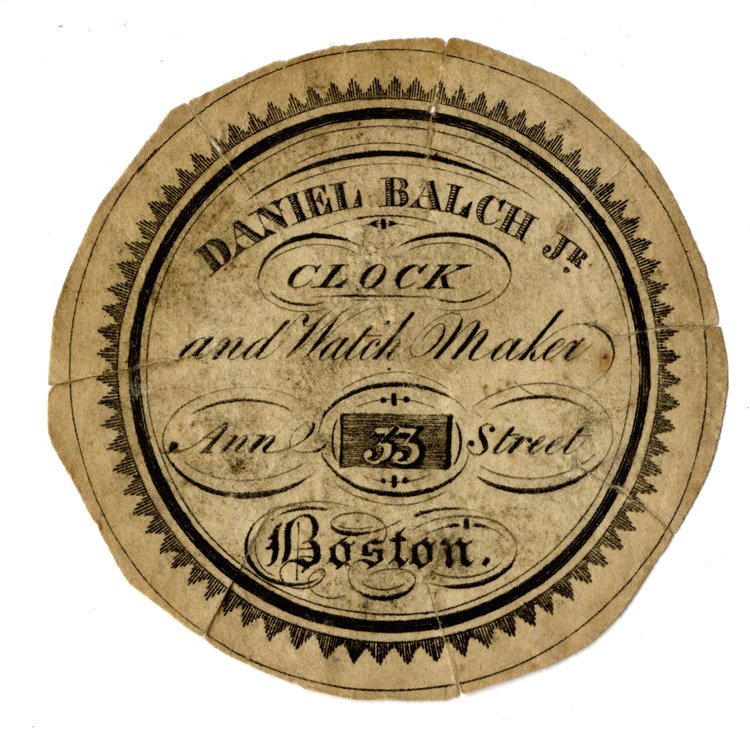 DANIEL BALCH JR.
CLOCK
and Watch Maker
Ann 33 Street
Boston.